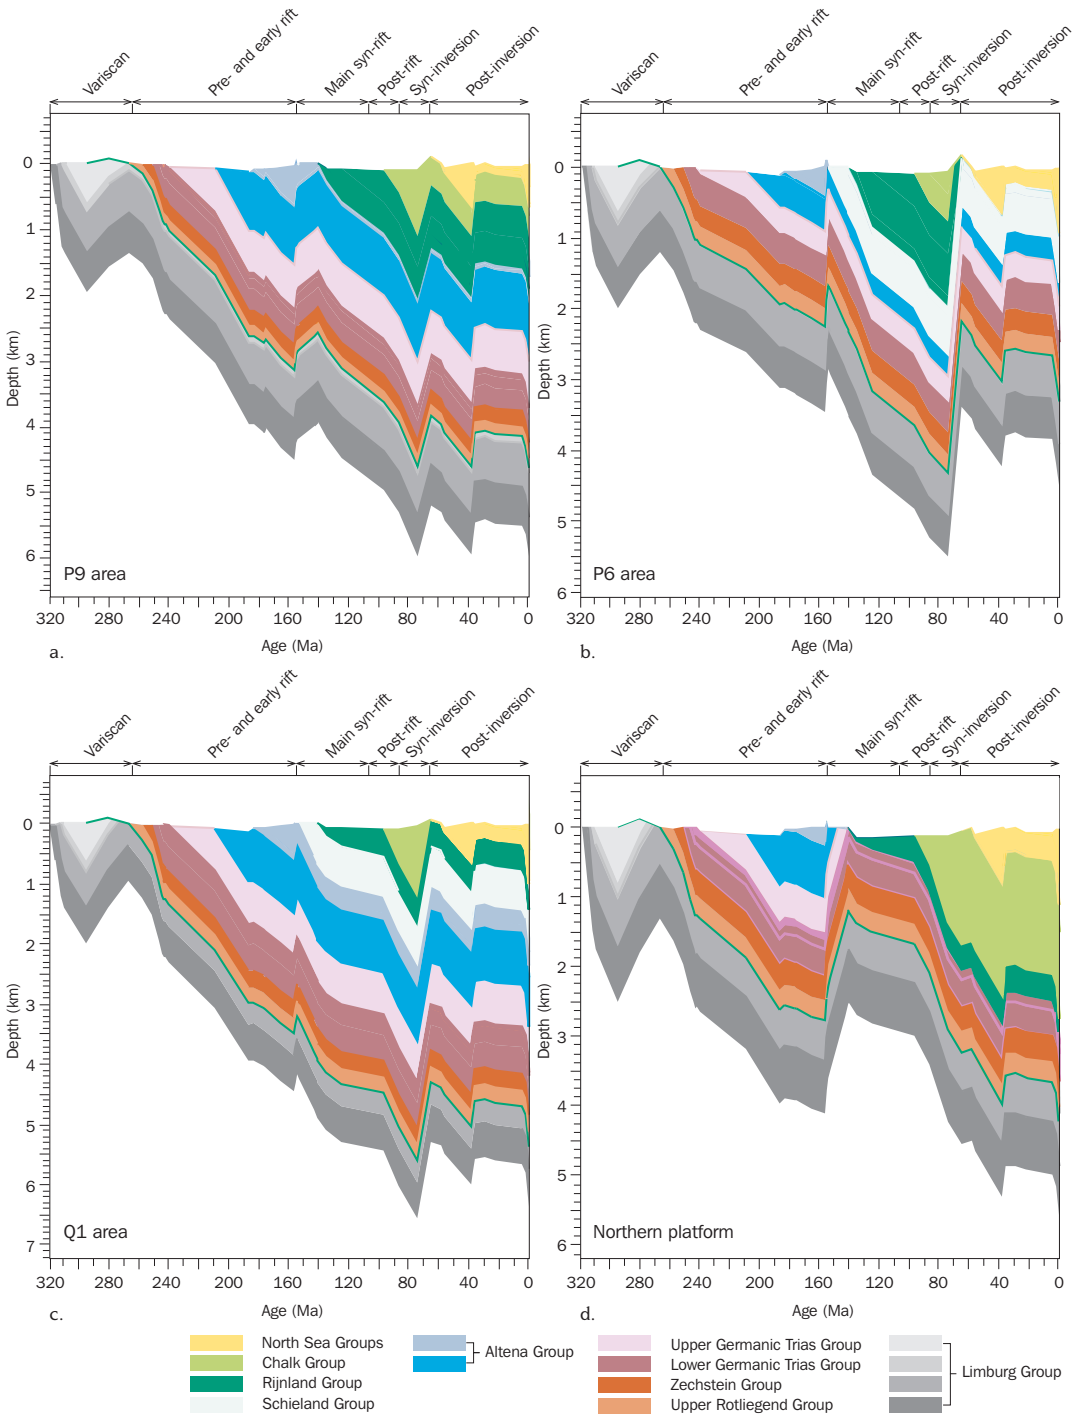 Variscan
Pre- and early rift
Main syn-rift
Post-rift
Syn-inversion
Post-inversion
0
1
2
3
4
5
6
Depth (km)
P9 area
320 280 240 200 160 120 80 40 0
Age (Ma)
a.
Variscan
Pre- and early rift
Main syn-rift
Post-rift
Syn-inversion
Post-inversion
0
1
2
3
4
5
6
Depth (km)
P6 area
320 280 240 200 160 120 80 40 0
Age (Ma)
b.
Variscan
Pre- and early rift
Main syn-rift
Post-rift
Syn-inversion
Post-inversion
0
1
2
3
4
5
6
7
Depth (km)
Q1 area
320 280 240 200 160 120 80 40 0
Age (Ma)
c.
Variscan
Pre- and early rift
Main syn-rift
Post-rift
Syn-inversion
Post-inversion
0
1
2
3
4
5
6
Depth (km)
Northern platform
320 280 240 200 160 120 80 40 0
Age (Ma)
d.
North Sea Groups
Chalk Group
Rijnland Group
Schieland Group
Altena Group
Upper Germanic Trias Group
Lower Germanic Trias Group
Zechstein Group
Upper Rotliegend Group
Limburg Group